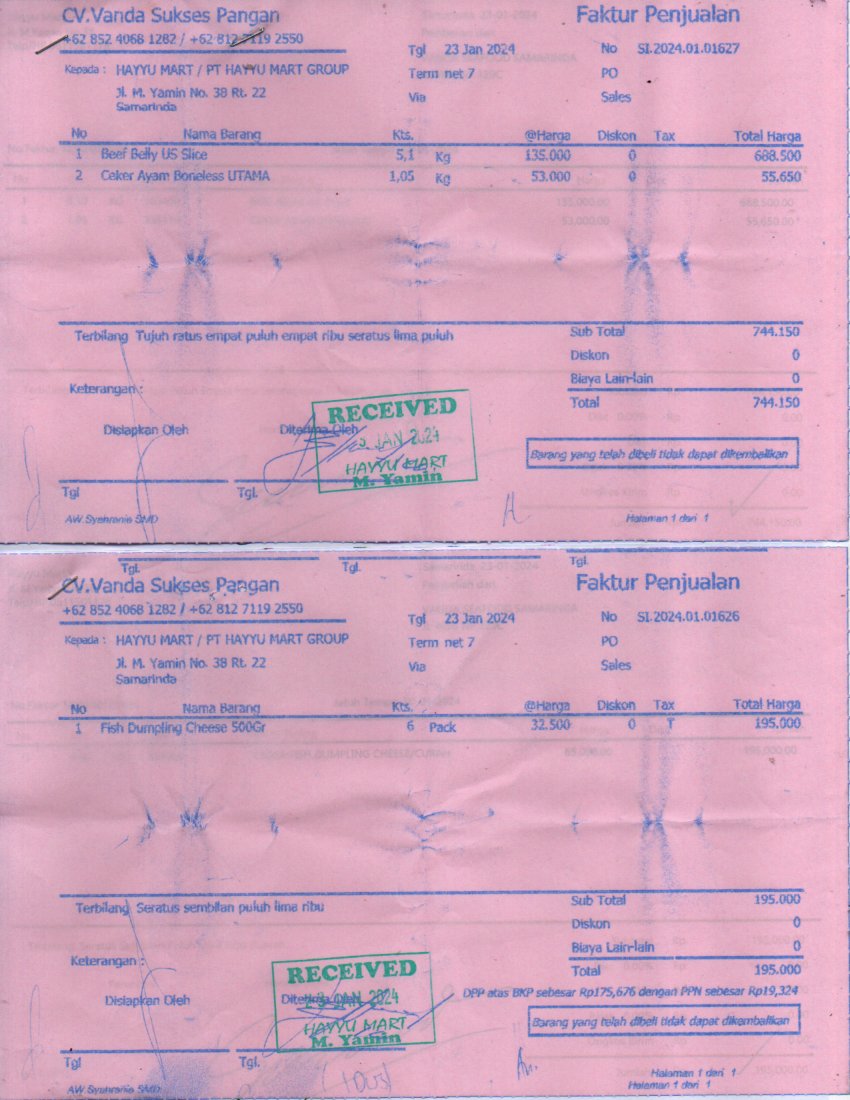 CV.Vanda Sukses Pangan
Faktur Penjualan
+62 852 4068 1282 / +62 812 7119 2550
Tgl 23 Jan 2024
No SI.2024.01.01627
Kepada : HAYYU MART / PT HAYYU MART GROUP
Term net 7
PO
Jl. M. Yamin No. 38 Rt. 22
Samarinda
Via
Sales
No Nama Barang Kts. @Harga Diskon Tax Total Harga
1 Beef Belly US Slice 5,1 Kg 135.000 0 688.500
2 Ceker Ayam Boneless UTAMA 1,05 Kg 53.000 0 55.650
Terbilang Tujuh ratus empat puluh empat ribu seratus lima puluh
Sub Total 744.150
Diskon 0
Keterangan :
Biaya Lain-lain 0
Total 744.150
Disiapkan Oleh
Diterima Oleh
RECEIVED
JAN 2024
HAYYU MART
M. Yamin
Barang yang telah dibeli tidak dapat dikembalikan
Tgl
Tgl.
AW Synhronis SMD
Halaman 1 dari 1
Tgl. Tgl. Tgl.
CV.Vanda Sukses Pangan
Faktur Penjualan
+62 852 4068 1282 / +62 812 7119 2550
Tgl 23 Jan 2024
No SI.2024.01.01626
Kepada : HAYYU MART / PT HAYYU MART GROUP
Term net 7
PO
Jl. M. Yamin No. 38 Rt. 22
Samarinda
Via
Sales
No Nama Barang Kts. @Harga Diskon Tax Total Harga
1 Fish Dumpling Cheese 500Gr 6 Pack 32.500 0 T 195.000
Terbilang Seratus sembilan puluh lima ribu
Sub Total 195.000
Diskon 0
Keterangan :
Biaya Lain-lain 0
Total 195.000
DPP atas BKP sebesar Rp175,676 dengan PPN sebesar Rp19,324
Disiapkan Oleh
Diterima Oleh
RECEIVED
JAN 2024
HAYYU MART
M. Yamin
Barang yang telah dibeli tidak dapat dikembalikan
Tgl
Tgl.
AW Synhronis SMD
Halaman 1 dari 1
Halaman 1 dari 1